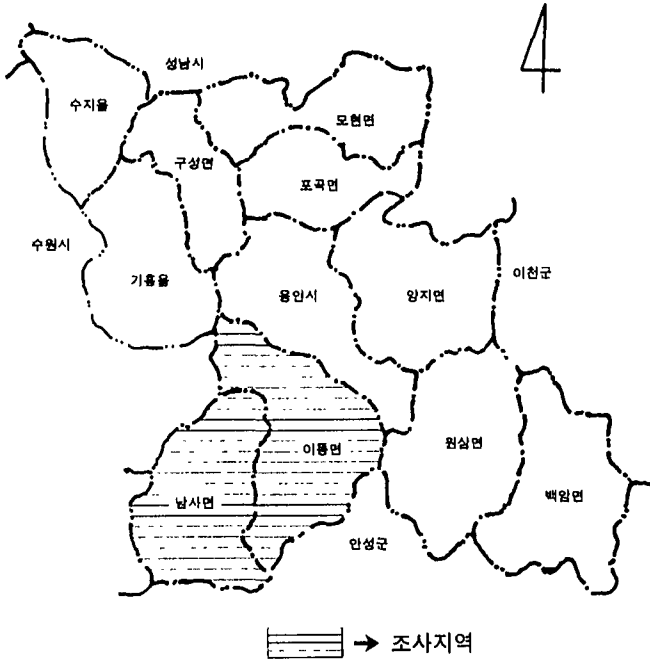 성남시
수지읍
모현면
구성면
포곡면
수원시
기흥읍
용인시
양지면
이천군
이동면
원삼면
남사면
백암면
안성군
조사지역